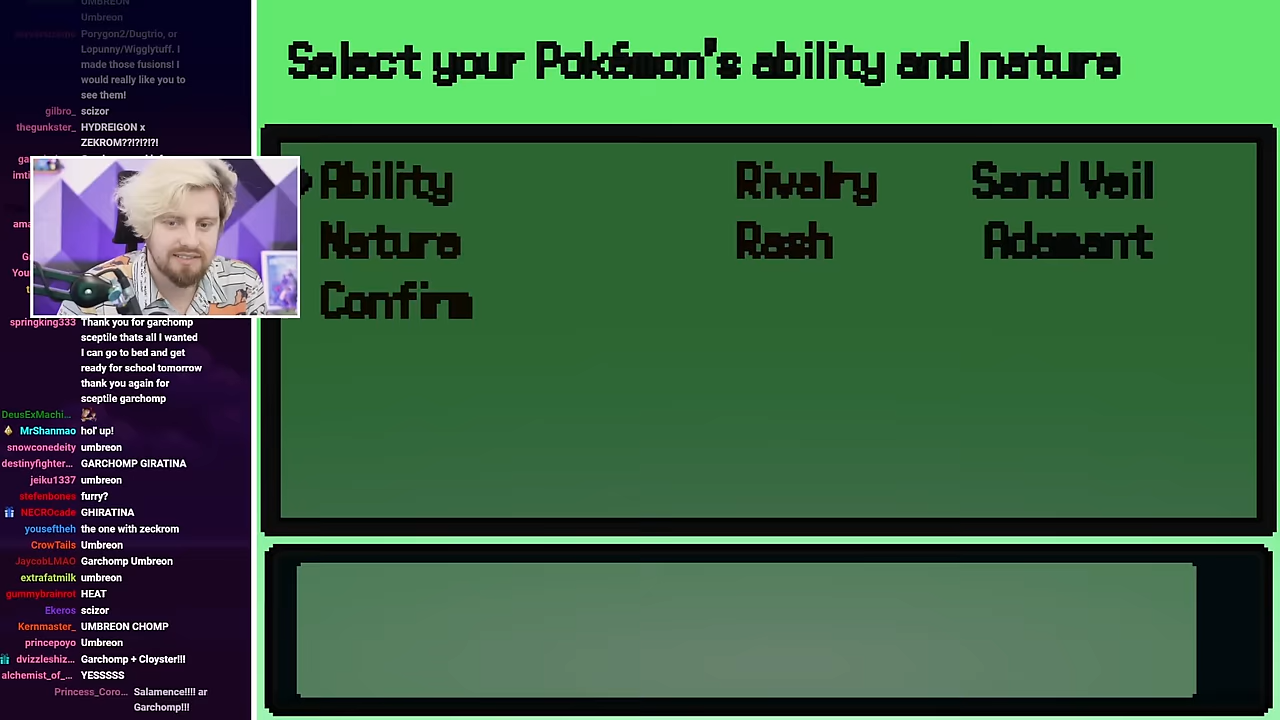 UMBREON
Umbreon
Porygon2/Dugtrio, or
Lopunny/Wigglytuff. I
made those fusions! I
would really like you to
see them!
gilbro_ scizor
thegunkster_ HYDREIGON x
ZEKROM??!?!?!?!
springking333 Thank you for garchomp
sceptile thats all I wanted
I can go to bed and get
ready for school tomorrow
thank you again for
sceptile garchomp
DeusExMachi...
MrShanmao hol' up!
snowconedeity umbreon
destinyfighter... GARCHOMP GIRATINA
jeiku1337 umbreon
stefenbones furry?
NECROcade GHIRATINA
youseftheh the one with zeckrom
CrowTails Umbreon
JaycobLMAO Garchomp Umbreon
extrafatmilk umbreon
gummybrainrot HEAT
Ekeros scizor
Kernmaster_ UMBREON CHOMP
princepoyo Umbreon
dvizzleshiz... Garchomp + Cloyster!!!
alchemist_of_... YESSSSS
Princess_Coro... Salamence!!!! ar
Garchomp!!!
Select your Pokémon's ability and nature
Ability Rivalry Sand Veil
Nature Rash Adamant
Confirm